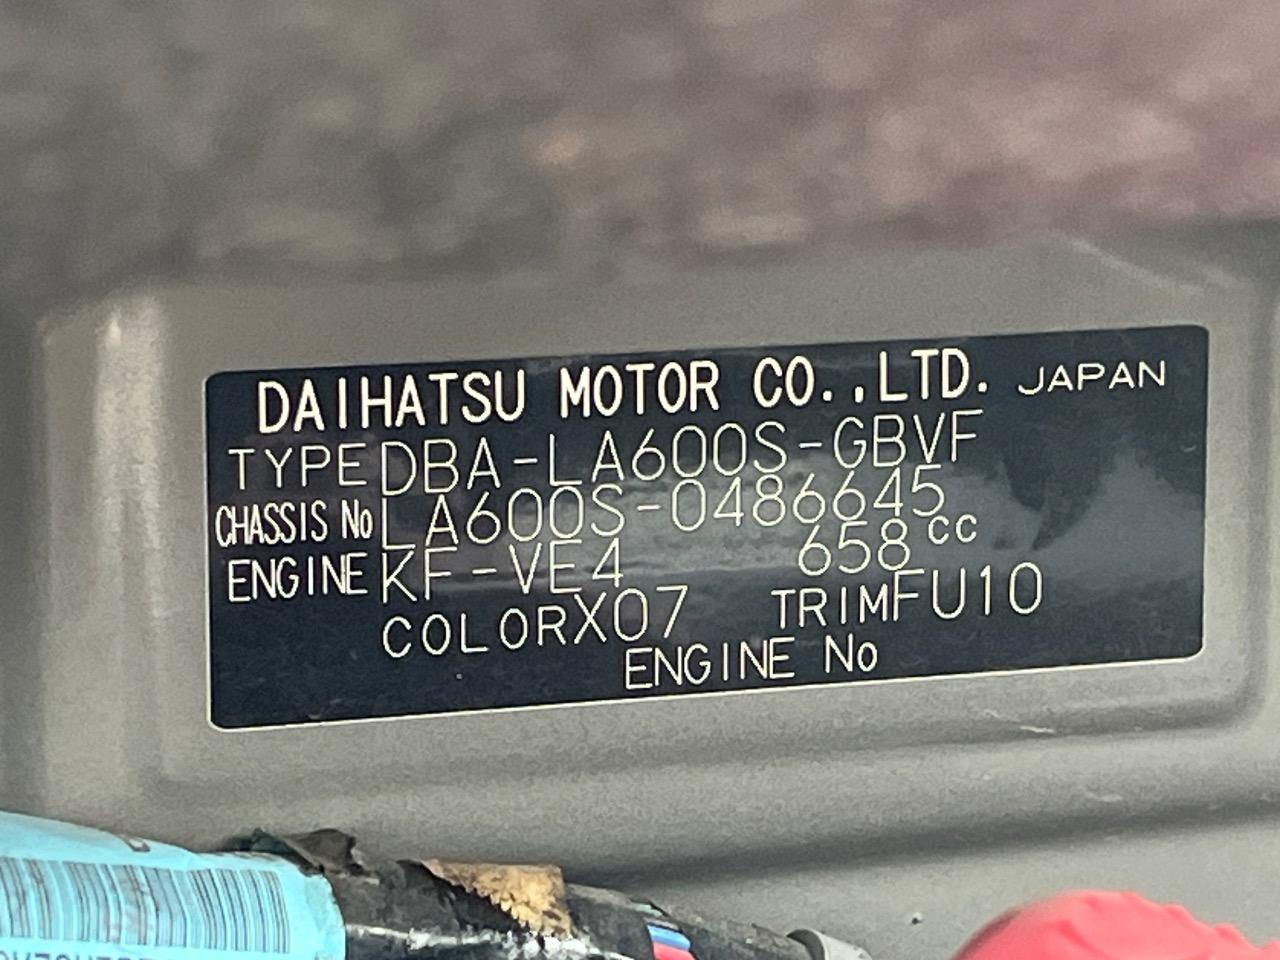 DAIHATSU MOTOR CO.,LTD. JAPAN
TYPE DBA-LA600S-GBVF
CHASSIS No LA600S-0486645
ENGINE KF-VE4 658cc
COLOR X07 TRIM FU10
ENGINE No